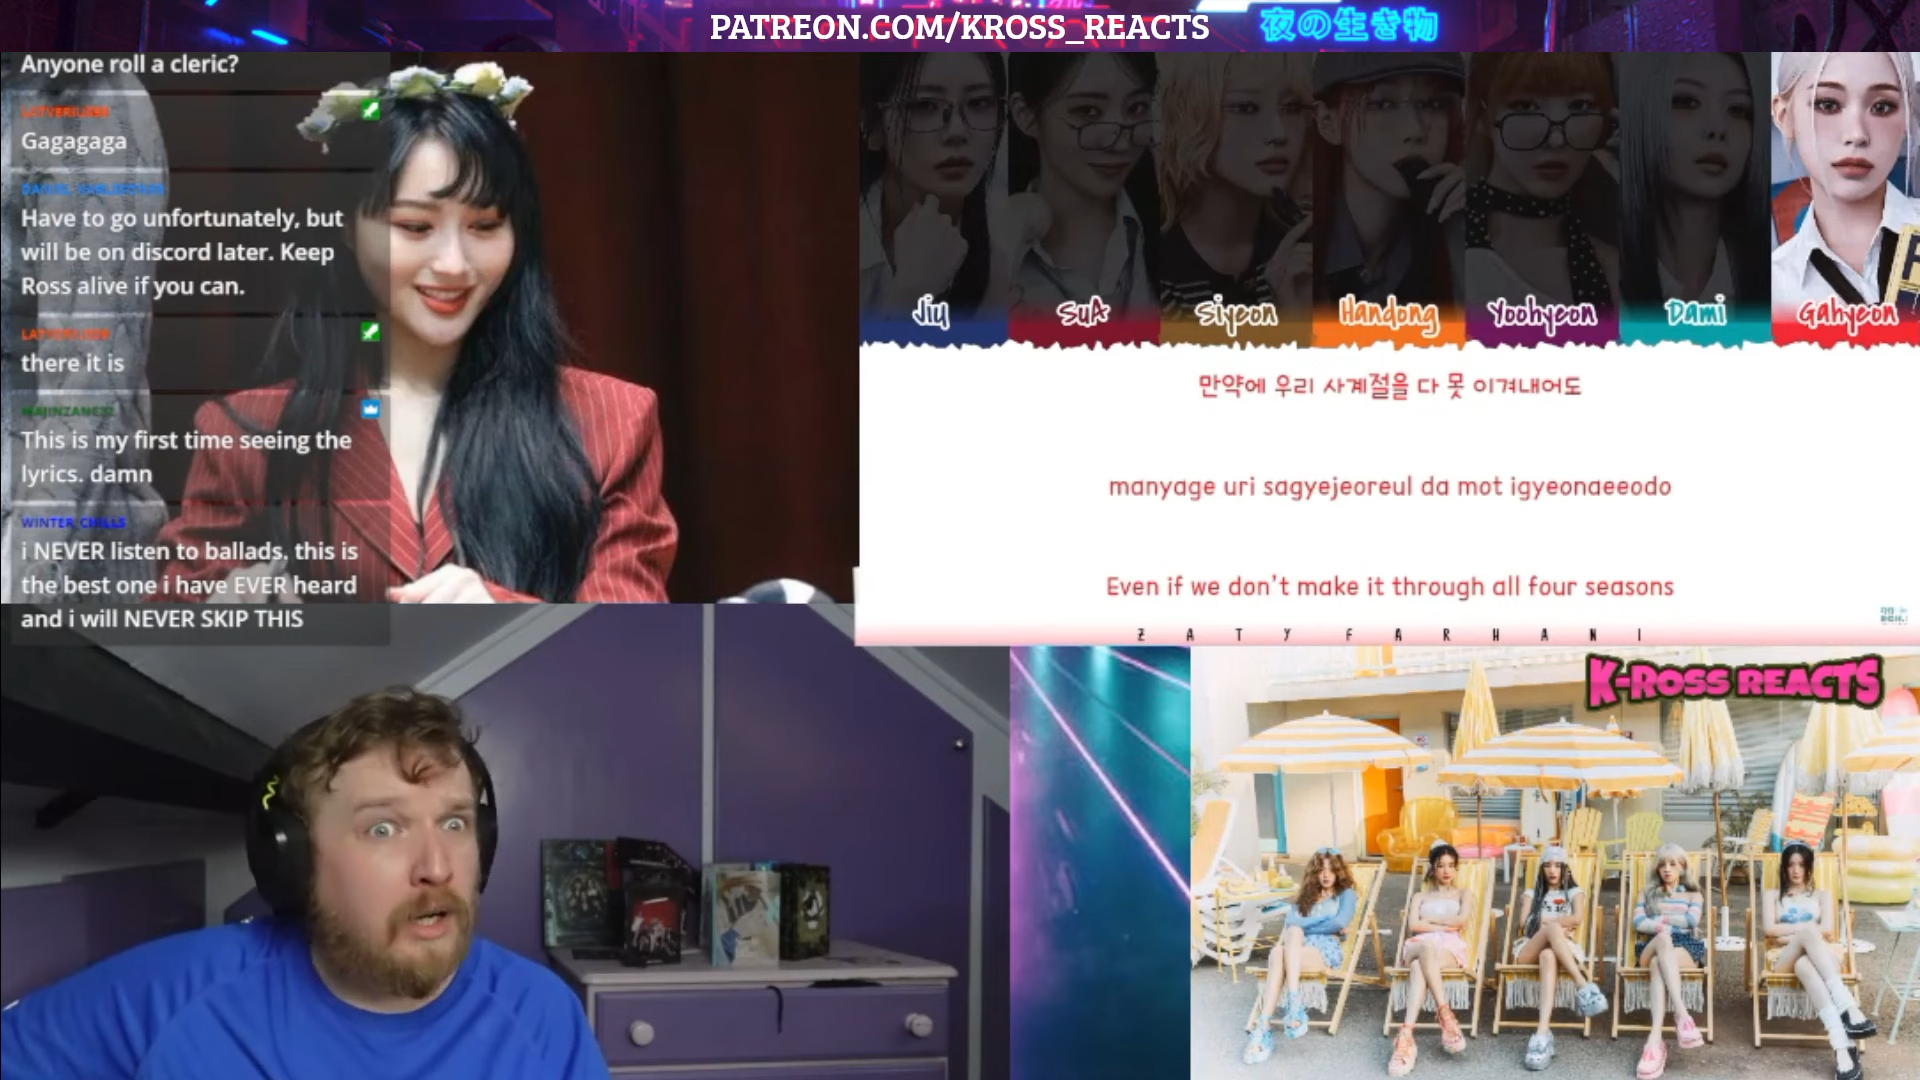 PATREON.COM/KROSS_REACTS
夜の生き物
Anyone roll a cleric?
Gagagaga
Have to go unfortunately, but
will be on discord later. Keep
Ross alive if you can.
there it is
MAJINZANE32
This is my first time seeing the
lyrics. damn
WINTER_CHILLS
i NEVER listen to ballads. this is
the best one i have EVER heard
and i will NEVER SKIP THIS
Jiu
SuA
Siyeon
Handong
Yoohyeon
Dami
Gahyeon
만약에 우리 사계절을 다 못 이겨내어도
manyage uri sagyejeoreul da mot igyeonaeeodo
Even if we don't make it through all four seasons
ZATY FARHANI
K-ROSS REACTS